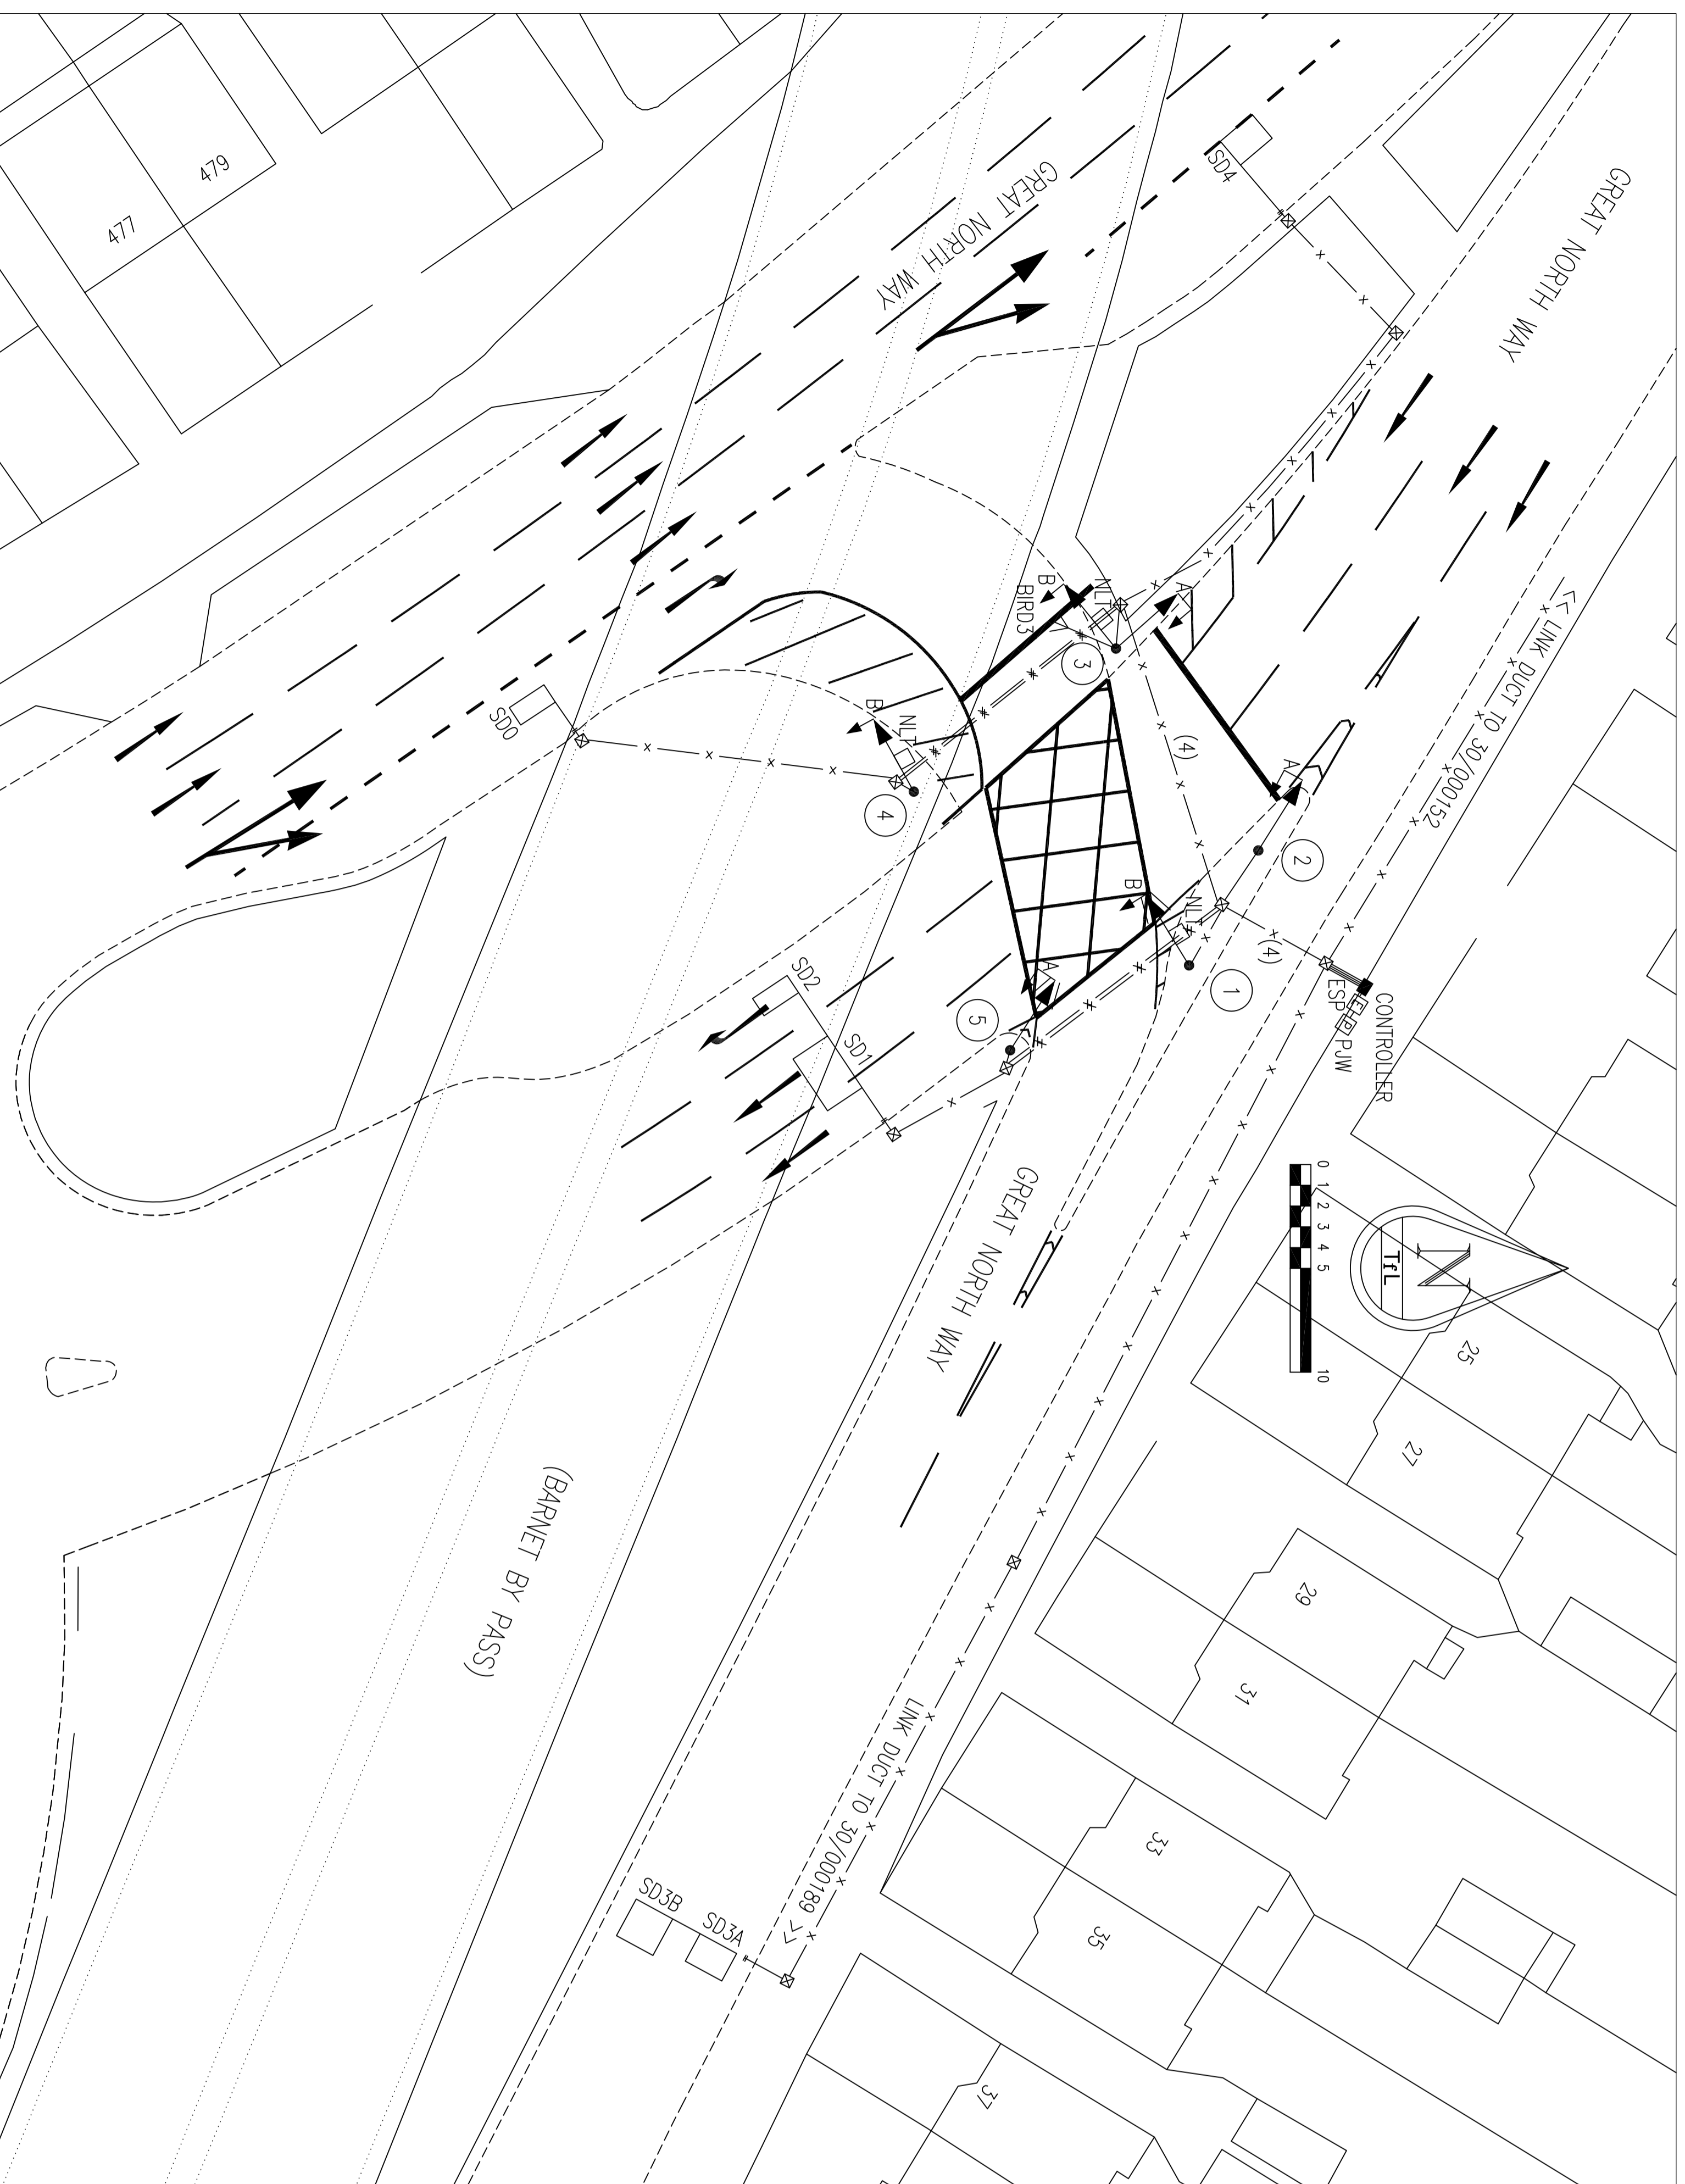 GREAT NORTH WAY
GREAT NORTH WAY
SD4
479
477
<< LINK DUCT TO 30/000152
A
NLT
B
BIRD3
3
(4)
A
2
B
NLT
4
SD0
B
NLT
1
(4)
CONTROLLER
ESP
E
P
PJW
A
5
SD2
SD1
0 1 2 3 4 5 10
N
TfL
GREAT NORTH WAY
25
27
29
31
(BARNET BY PASS)
LINK DUCT TO 30/000189 >>
33
35
SD3B
SD3A
37